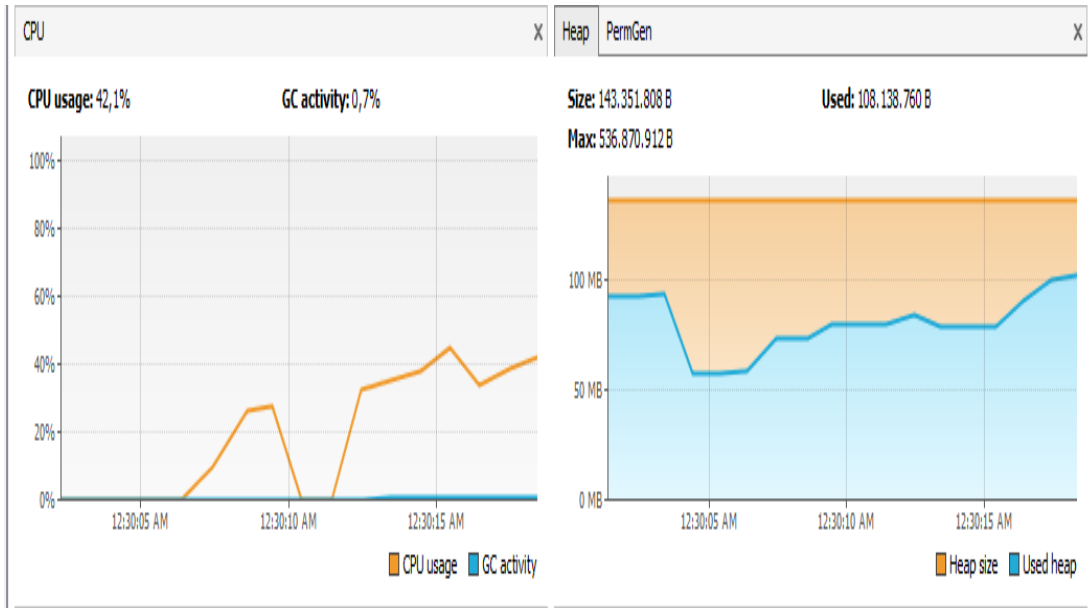 CPU X
CPU usage: 42,1% GC activity: 0,7%
100%
80%
60%
40%
20%
0%
12:30:05 AM 12:30:10 AM 12:30:15 AM
CPU usage GC activity
Heap PermGen X
Size: 143.351.808 B Used: 108.138.760 B
Max: 536.870.912 B
100 MB
50 MB
0 MB
12:30:05 AM 12:30:10 AM 12:30:15 AM
Heap size Used heap